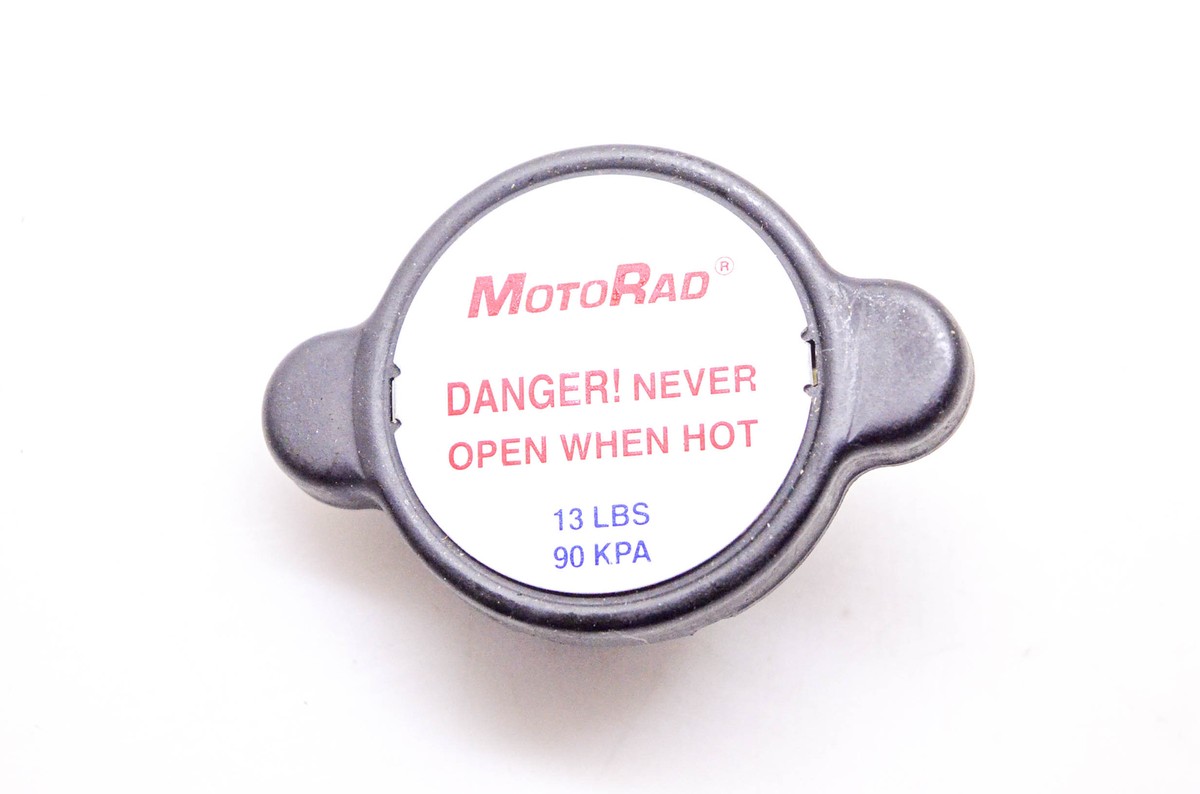 MOTORAD®
DANGER! NEVER
OPEN WHEN HOT
13 LBS
90 KPA